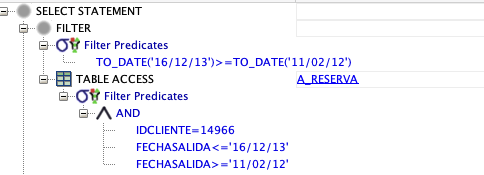 SELECT STATEMENT
FILTER
Filter Predicates
TO_DATE('16/12/13')>=TO_DATE('11/02/12')
TABLE ACCESS A_RESERVA
Filter Predicates
AND
IDCLIENTE=14966
FECHASALIDA<='16/12/13'
FECHASALIDA>='11/02/12'